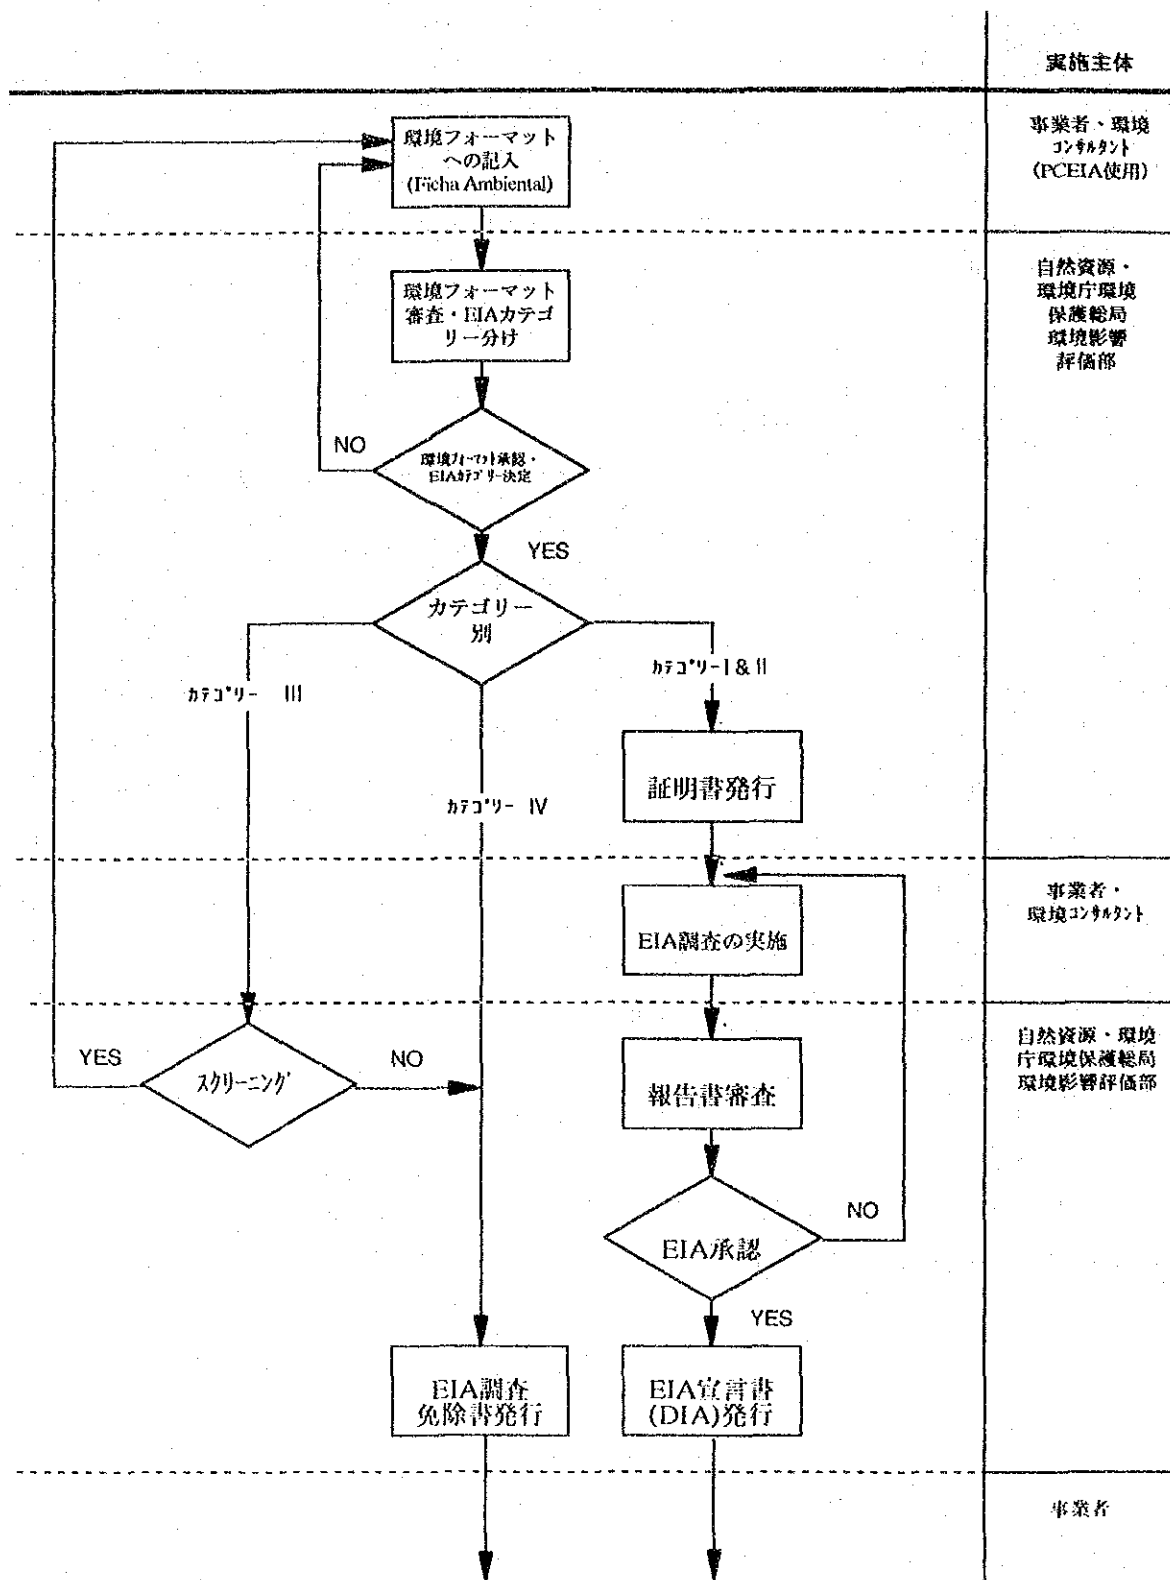 実施主体
環境フォーマット
への記入
(Ficha Ambiental)
事業者・環境
コンサルタント
(PCEIA使用)
環境フォーマット
審査・EIAカテゴ
リー分け
自然資源・
環境庁環境
保護総局
環境影響
評価部
NO
環境フォーマット承認・
EIAカテゴリー決定
YES
カテゴリー
別
カテゴリー III
カテゴリーI & II
カテゴリー IV
証明書発行
EIA調査の実施
事業者・
環境コンサルタント
YES
スクリーニング
NO
報告書審査
自然資源・環境
庁環境保護総局
環境影響評価部
EIA承認
NO
YES
EIA調査
免除書発行
EIA宣言書
(DIA)発行
事業者